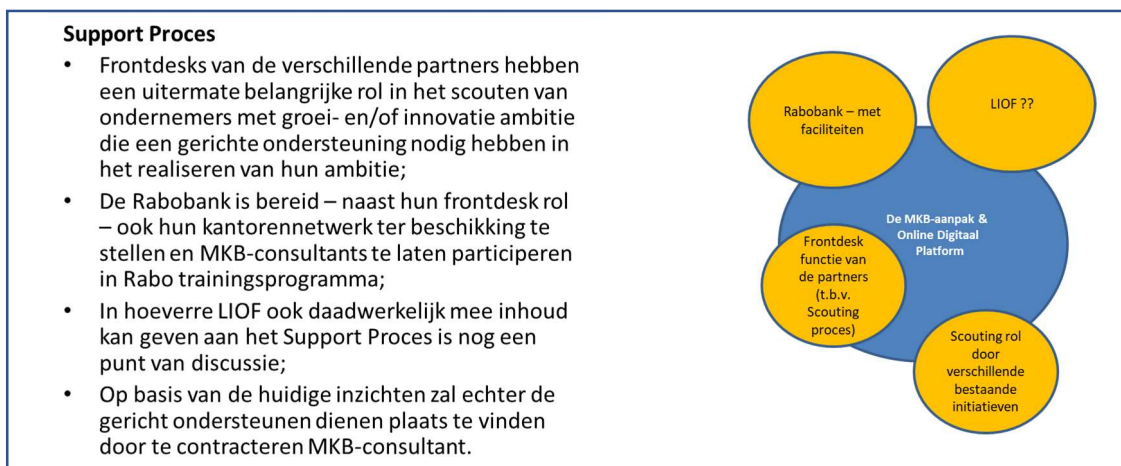 Support Proces
• Frontdesks van de verschillende partners hebben
een uitermate belangrijke rol in het scouten van
ondernemers met groei- en/of innovatie ambitie
die een gerichte ondersteuning nodig hebben in
het realiseren van hun ambitie;
• De Rabobank is bereid – naast hun frontdesk rol
– ook hun kantorennetwerk ter beschikking te
stellen en MKB-consultants te laten participeren
in Rabo trainingsprogramma;
• In hoeverre LIOF ook daadwerkelijk mee inhoud
kan geven aan het Support Proces is nog een
punt van discussie;
• Op basis van de huidige inzichten zal echter de
gericht ondersteunen dienen plaats te vinden
door te contracteren MKB-consultant.
Rabobank – met
faciliteiten
LIOF ??
De MKB-aanpak &
Online Digitaal
Platform
Frontdesk
functie van
de partners
(t.b.v.
Scouting
proces)
Scouting rol
door
verschillende
bestaande
initiatieven